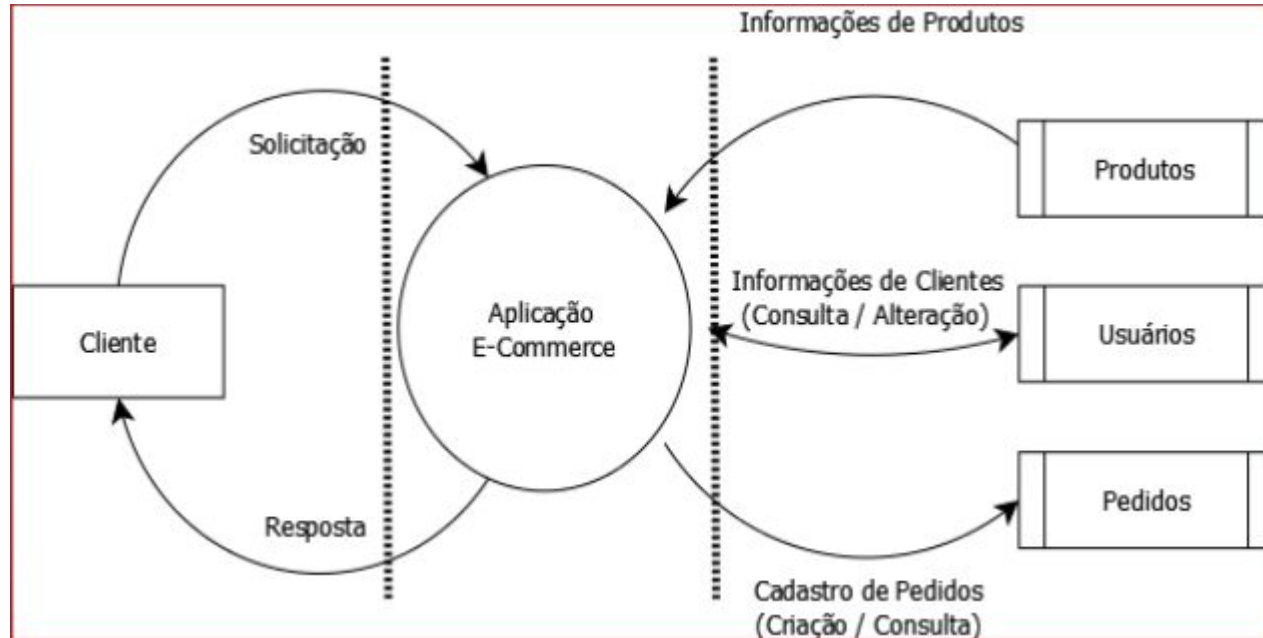 Informações de Produtos
Solicitação
Produtos
Informações de Clientes
(Consulta / Alteração)
Aplicação
E-Commerce
Cliente
Usuários
Pedidos
Resposta
Cadastro de Pedidos
(Criação / Consulta)